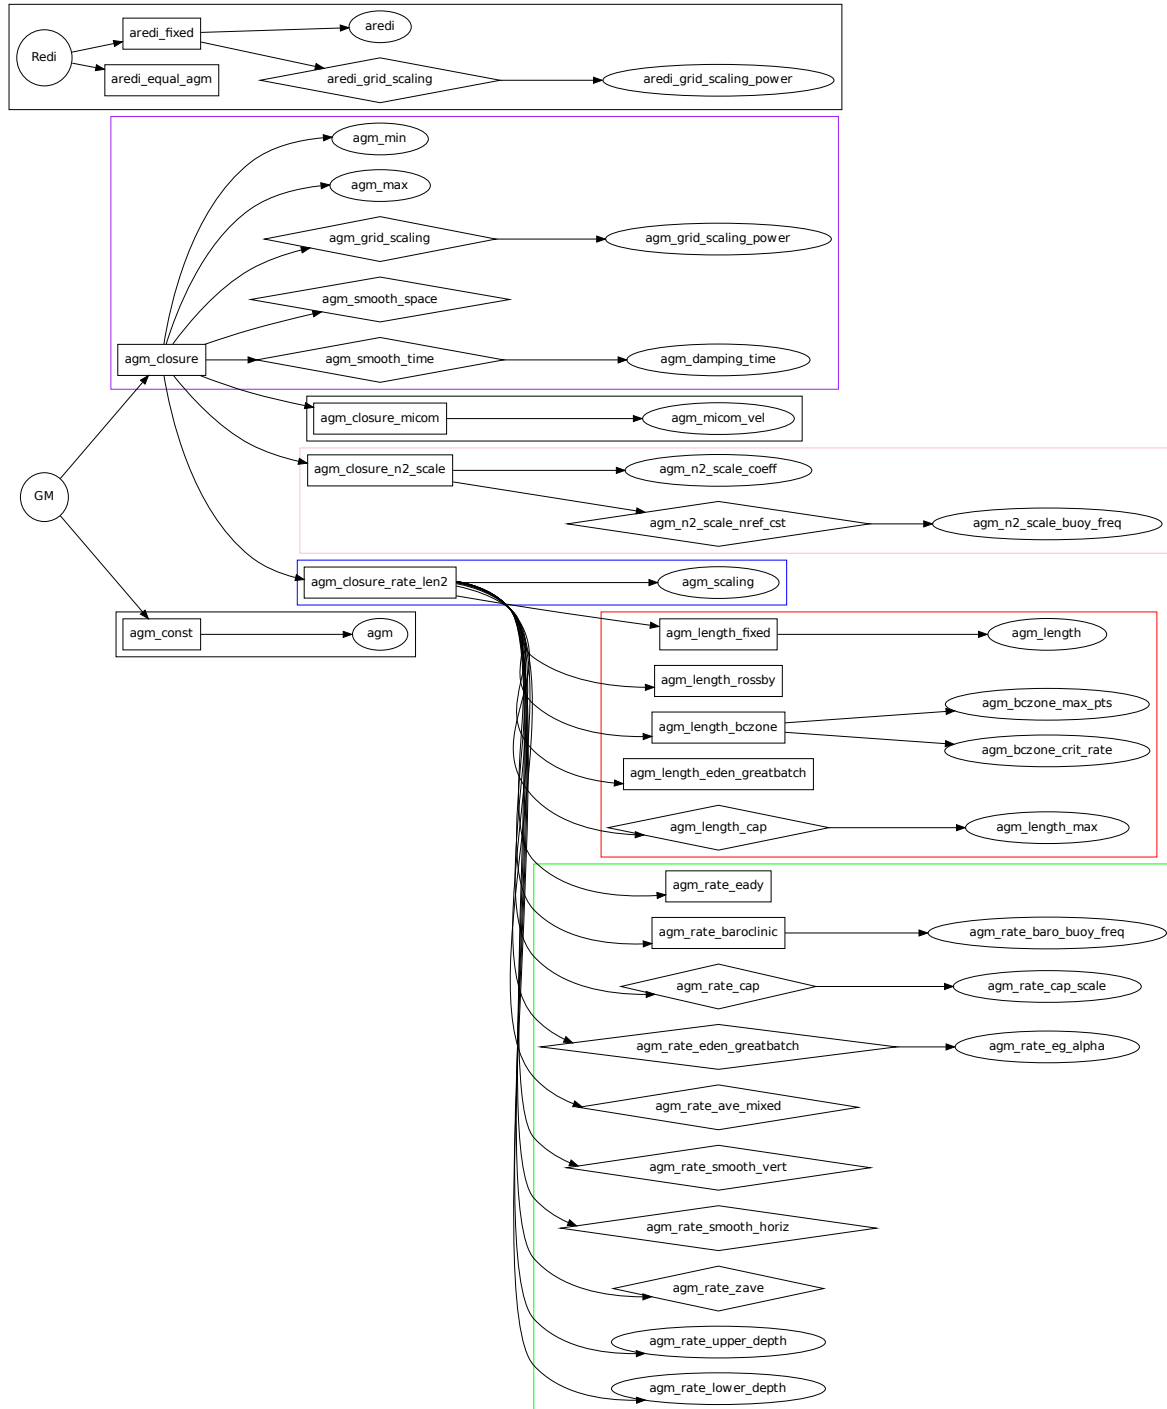 Redi
aredi_fixed
aredi
aredi_equal_agm
aredi_grid_scaling
aredi_grid_scaling_power
agm_min
agm_max
agm_grid_scaling
agm_grid_scaling_power
agm_smooth_space
agm_closure
agm_smooth_time
agm_damping_time
agm_closure_micom
agm_micom_vel
agm_closure_n2_scale
agm_n2_scale_coeff
GM
agm_n2_scale_nref_cst
agm_n2_scale_buoy_freq
agm_closure_rate_len2
agm_scaling
agm_const
agm
agm_length_fixed
agm_length
agm_length_rossby
agm_bczone_max_pts
agm_length_bczone
agm_bczone_crit_rate
agm_length_eden_greatbatch
agm_length_cap
agm_length_max
agm_rate_eady
agm_rate_baroclinic
agm_rate_baro_buoy_freq
agm_rate_cap
agm_rate_cap_scale
agm_rate_eden_greatbatch
agm_rate_eg_alpha
agm_rate_ave_mixed
agm_rate_smooth_vert
agm_rate_smooth_horiz
agm_rate_zave
agm_rate_upper_depth
agm_rate_lower_depth